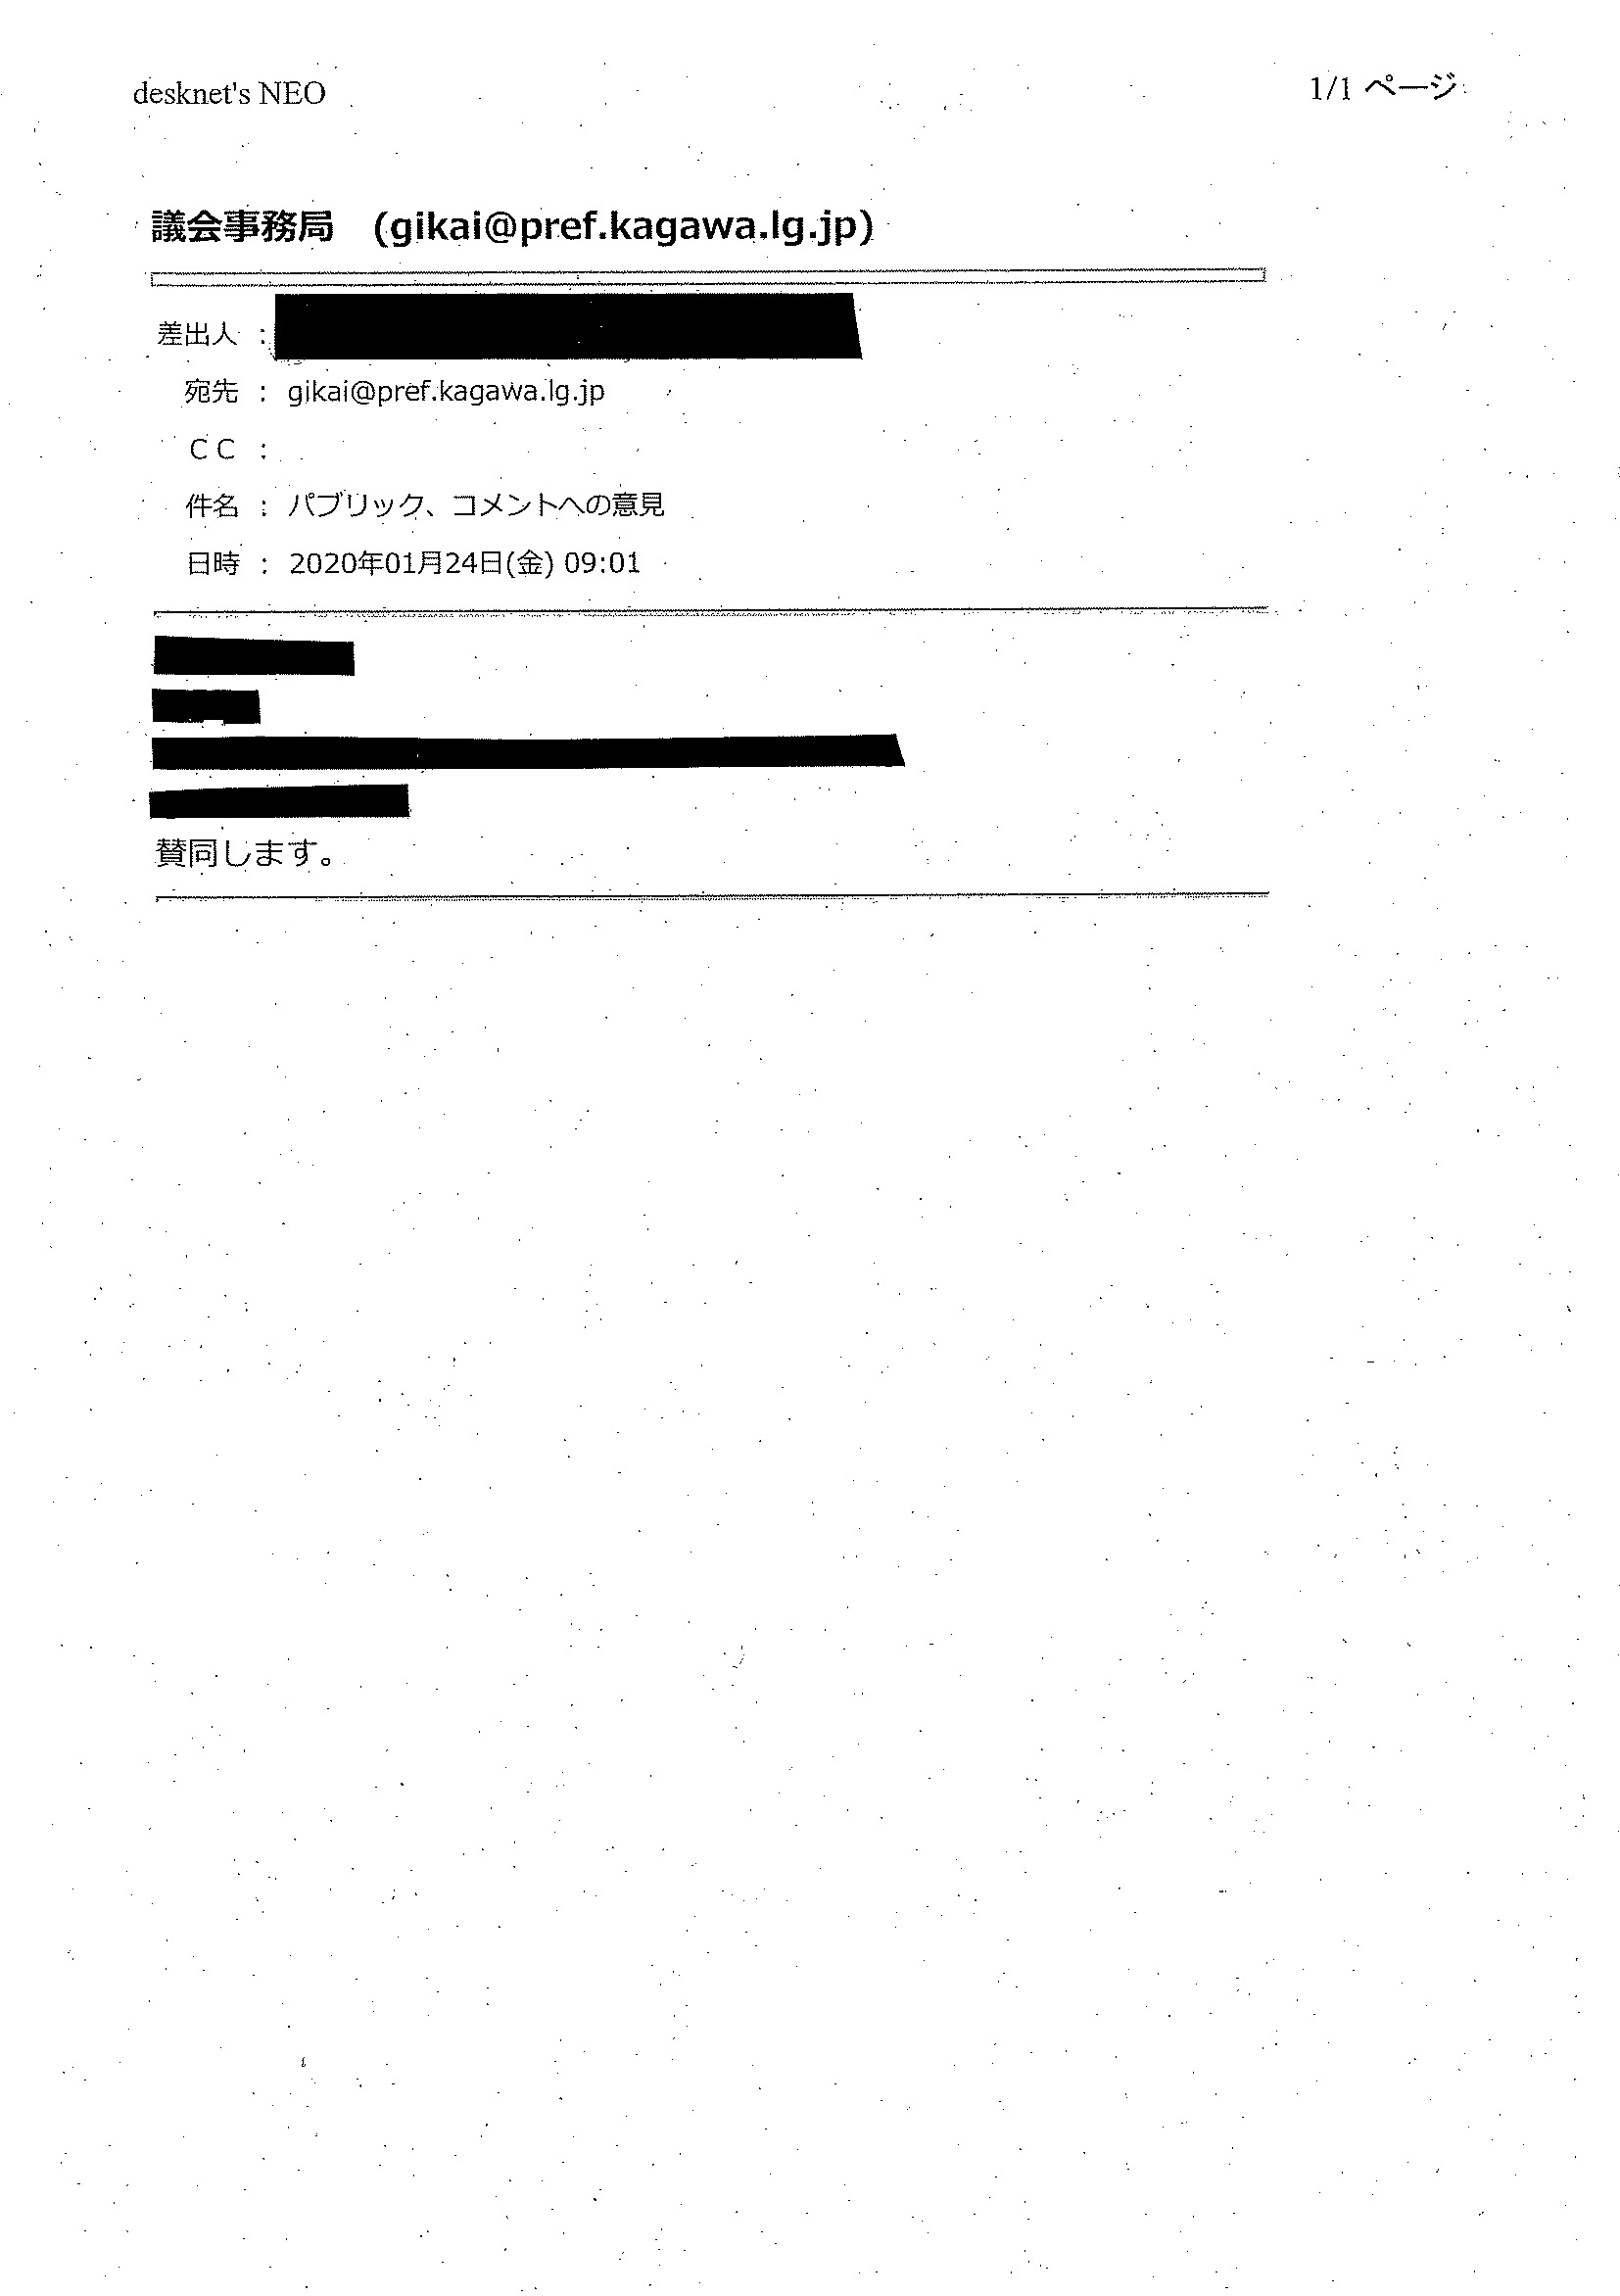 desknet's NEO
1/1 ページ
議会事務局 (gikai@pref.kagawa.lg.jp)
差出人 :
宛先 : gikai@pref.kagawa.lg.jp
CC :
件名 : パブリック、コメントへの意見
日時 : 2020年01月24日(金) 09:01
賛同します。